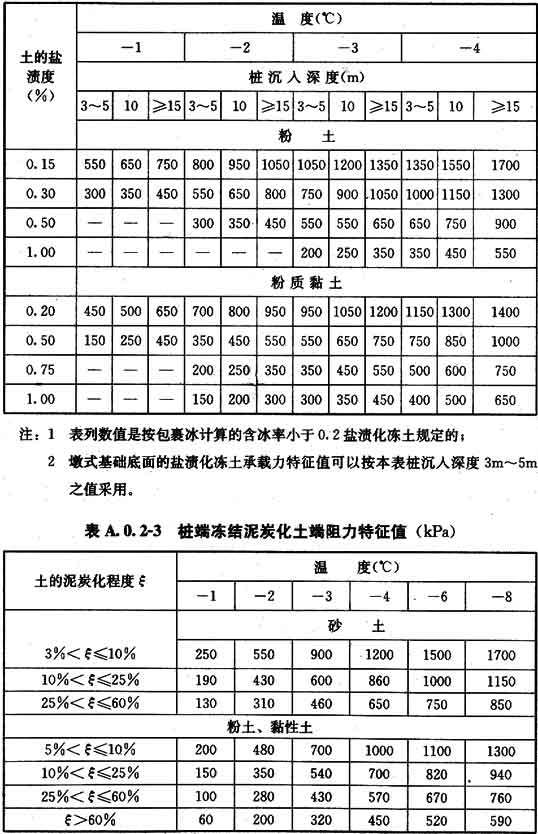 土的盐渍度(%) 温 度(℃)
−1 −2 −3 −4
桩沉入深度(m)
3~5 10 ≥15 3~5 10 ≥15 3~5 10 ≥15 3~5 10 ≥15
粉 土
0.15 550 650 750 800 950 1050 1050 1200 1350 1350 1550 1700
0.30 300 350 450 550 650 800 750 900 1050 1000 1150 1300
0.50 — — — 300 350 450 550 550 650 650 750 900
1.00 — — — — — — 200 250 350 350 450 550
粉质黏土
0.20 450 500 650 700 800 950 950 1050 1200 1150 1300 1400
0.50 150 250 450 350 450 550 550 650 750 750 850 1000
0.75 — — — 200 250 350 350 450 550 500 600 750
1.00 — — — 150 200 300 300 350 450 400 500 650
注:1 表列数值是按包裹冰计算的含冰率小于0.2盐渍化冻土规定的;
2 墩式基础底面的盐渍化冻土承载力特征值可以按本表桩沉入深度3m~5m
之值采用。
表A.0.2-3 桩端冻结泥炭化土端阻力特征值(kPa)
土的泥炭化程度ξ 温 度(℃)
−1 −2 −3 −4 −6 −8
砂 土
3%<ξ≤10% 250 550 900 1200 1500 1700
10%<ξ≤25% 190 430 600 860 1000 1150
25%<ξ≤60% 130 310 460 650 750 850
粉土、黏性土
5%<ξ≤10% 200 480 700 1000 1100 1300
10%<ξ≤25% 150 350 540 700 820 940
25%<ξ≤60% 100 280 430 570 670 760
ξ>60% 60 200 320 450 520 590